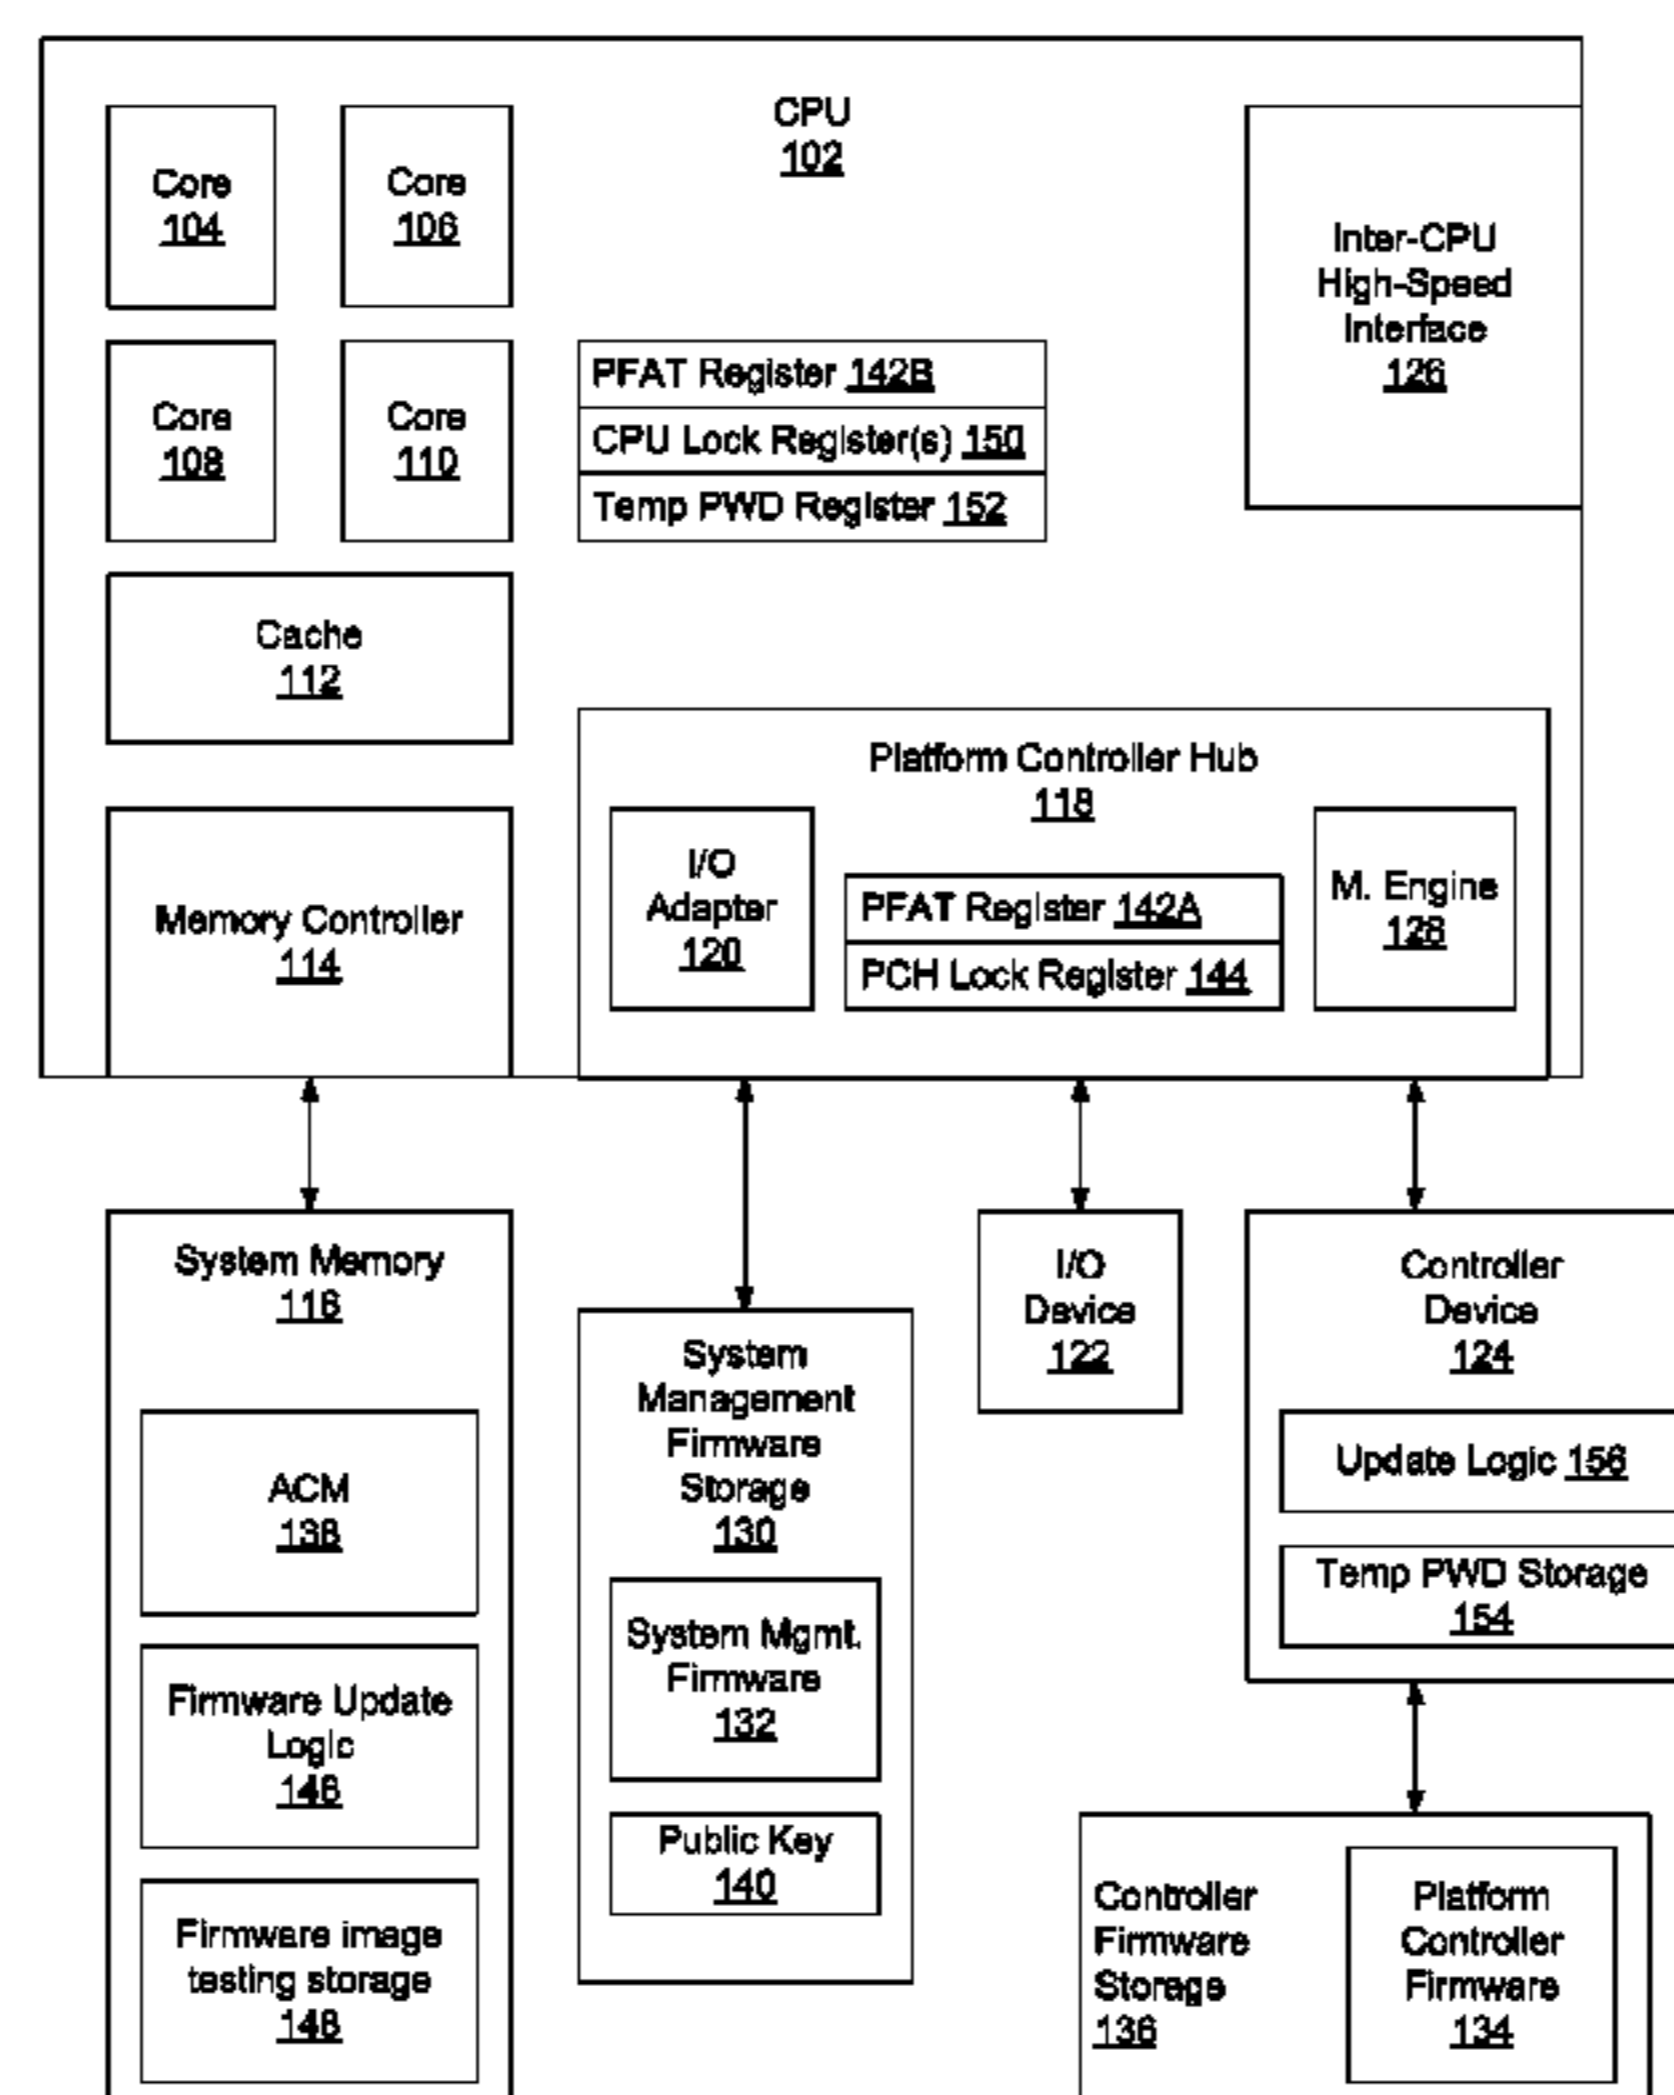 CPU
102
Core
104
Core
106
Core
108
Core
110
PFAT Register 142B
CPU Lock Register(s) 150
Temp PWD Register 152
Inter-CPU
High-Speed
Interface
126
Cache
112
Memory Controller
114
Platform Controller Hub
118
I/O
Adapter
120
PFAT Register 142A
PCH Lock Register 144
M. Engine
128
System Memory
116
ACM
138
Firmware Update
Logic
146
Firmware image
testing storage
148
System
Management
Firmware
Storage
130
System Mgmt.
Firmware
132
Public Key
140
I/O
Device
122
Controller
Device
124
Update Logic 156
Temp PWD Storage
154
Controller
Firmware
Storage
136
Platform
Controller
Firmware
134